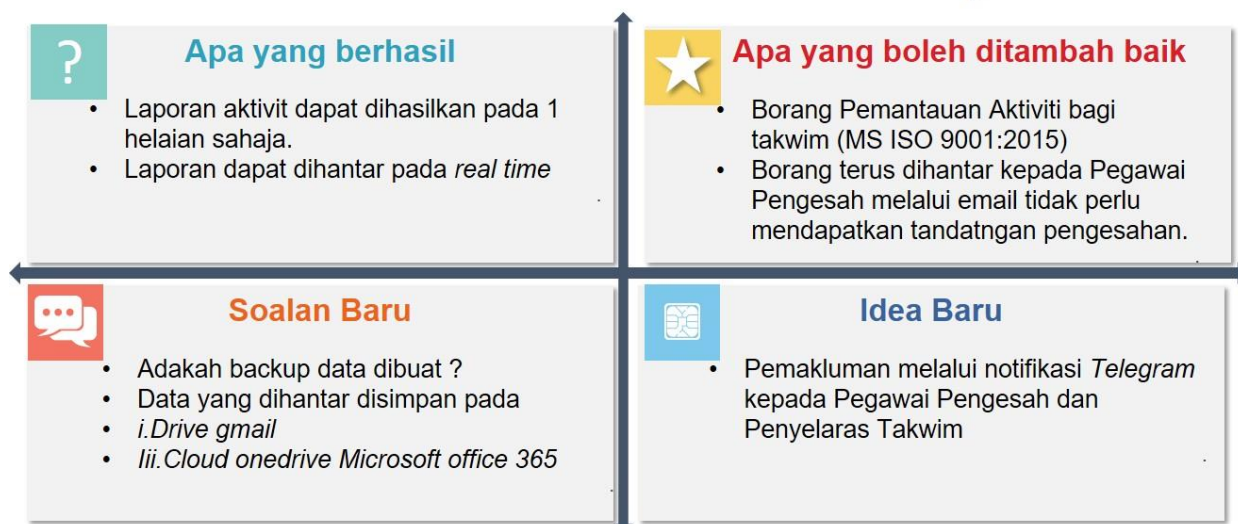 ?
Apa yang berhasil
• Laporan aktivit dapat dihasilkan pada 1
helaian sahaja.
• Laporan dapat dihantar pada real time
.
Apa yang boleh ditambah baik
• Borang Pemantauan Aktiviti bagi
takwim (MS ISO 9001:2015)
• Borang terus dihantar kepada Pegawai
Pengesah melalui email tidak perlu
mendapatkan tandatngan pengesahan.
.
Soalan Baru
• Adakah backup data dibuat ?
• Data yang dihantar disimpan pada
• i.Drive gmail
• Iii.Cloud onedrive Microsoft office 365
.
Idea Baru
• Pemakluman melalui notifikasi Telegram
kepada Pegawai Pengesah dan
Penyelaras Takwim
.